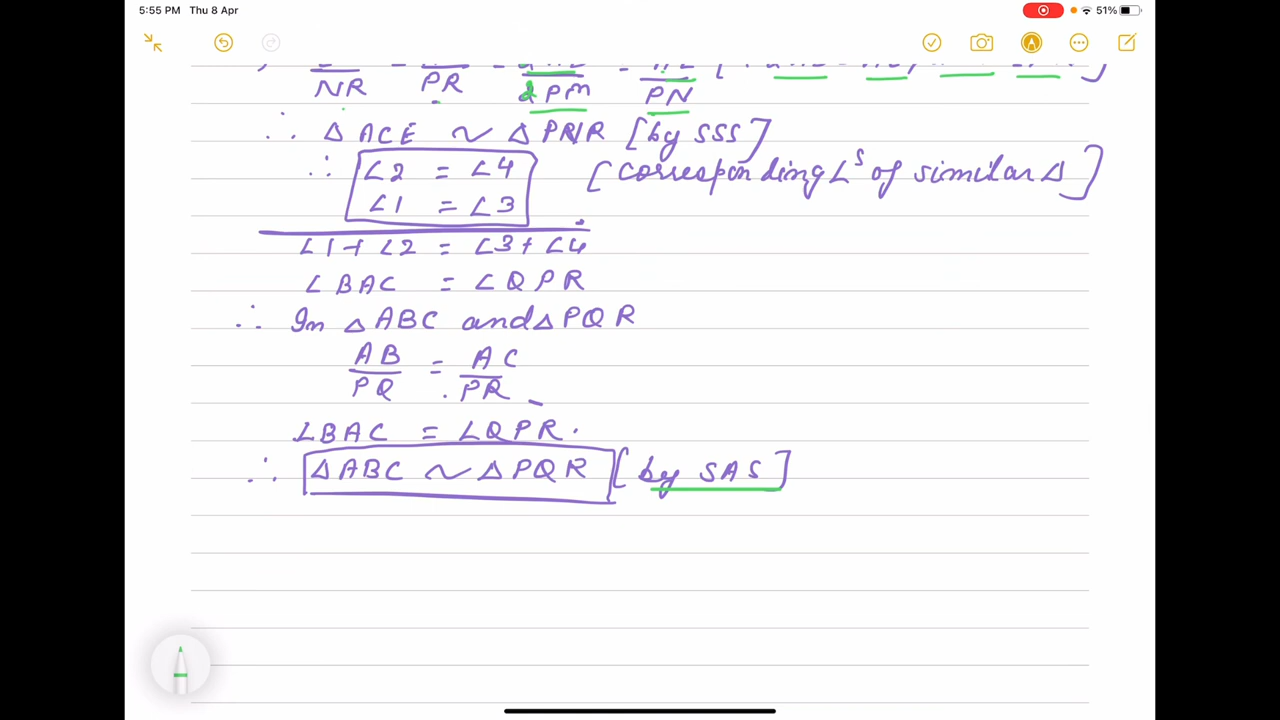 5:55 PM Thu 8 Apr 51%
NR PR 2PM PN
∴ △ACE ~ △PRNR [by SSS]
∴ ∠2 = ∠4 [corresponding ∠s of similar △]
∠1 = ∠3
∠1+∠2 = ∠3+∠4
∠BAC = ∠QPR
∴ In △ABC and △PQR
AB/PQ = AC/PR
∠BAC = ∠QPR.
∴ △ABC ~ △PQR [by SAS]